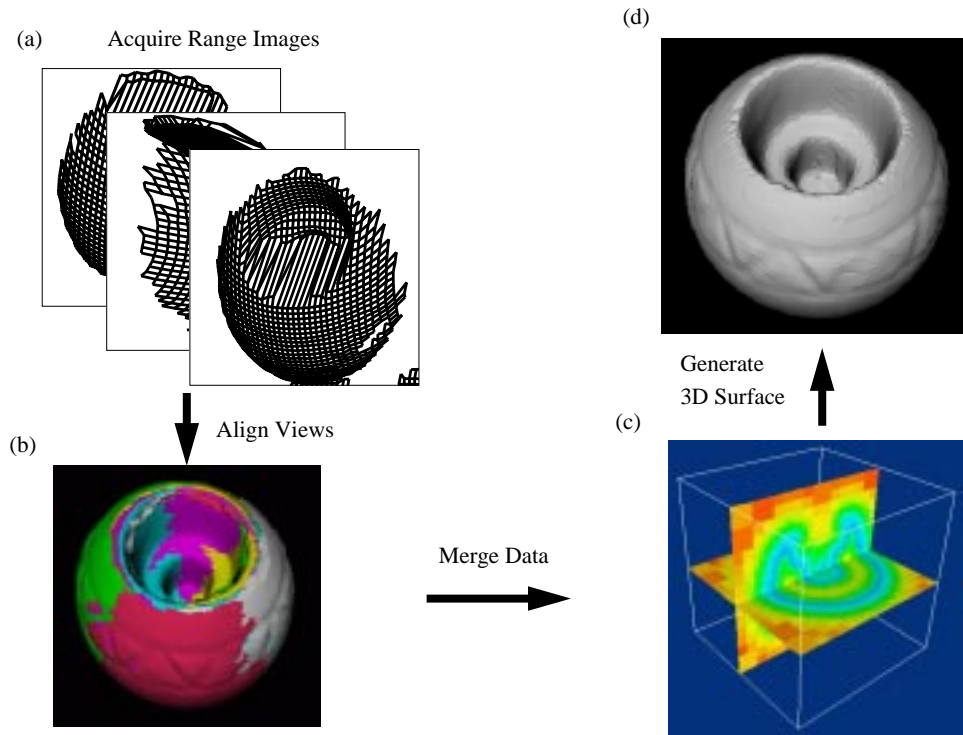 (a) Acquire Range Images
Align Views
(b)
Merge Data
(c)
Generate
3D Surface
(d)